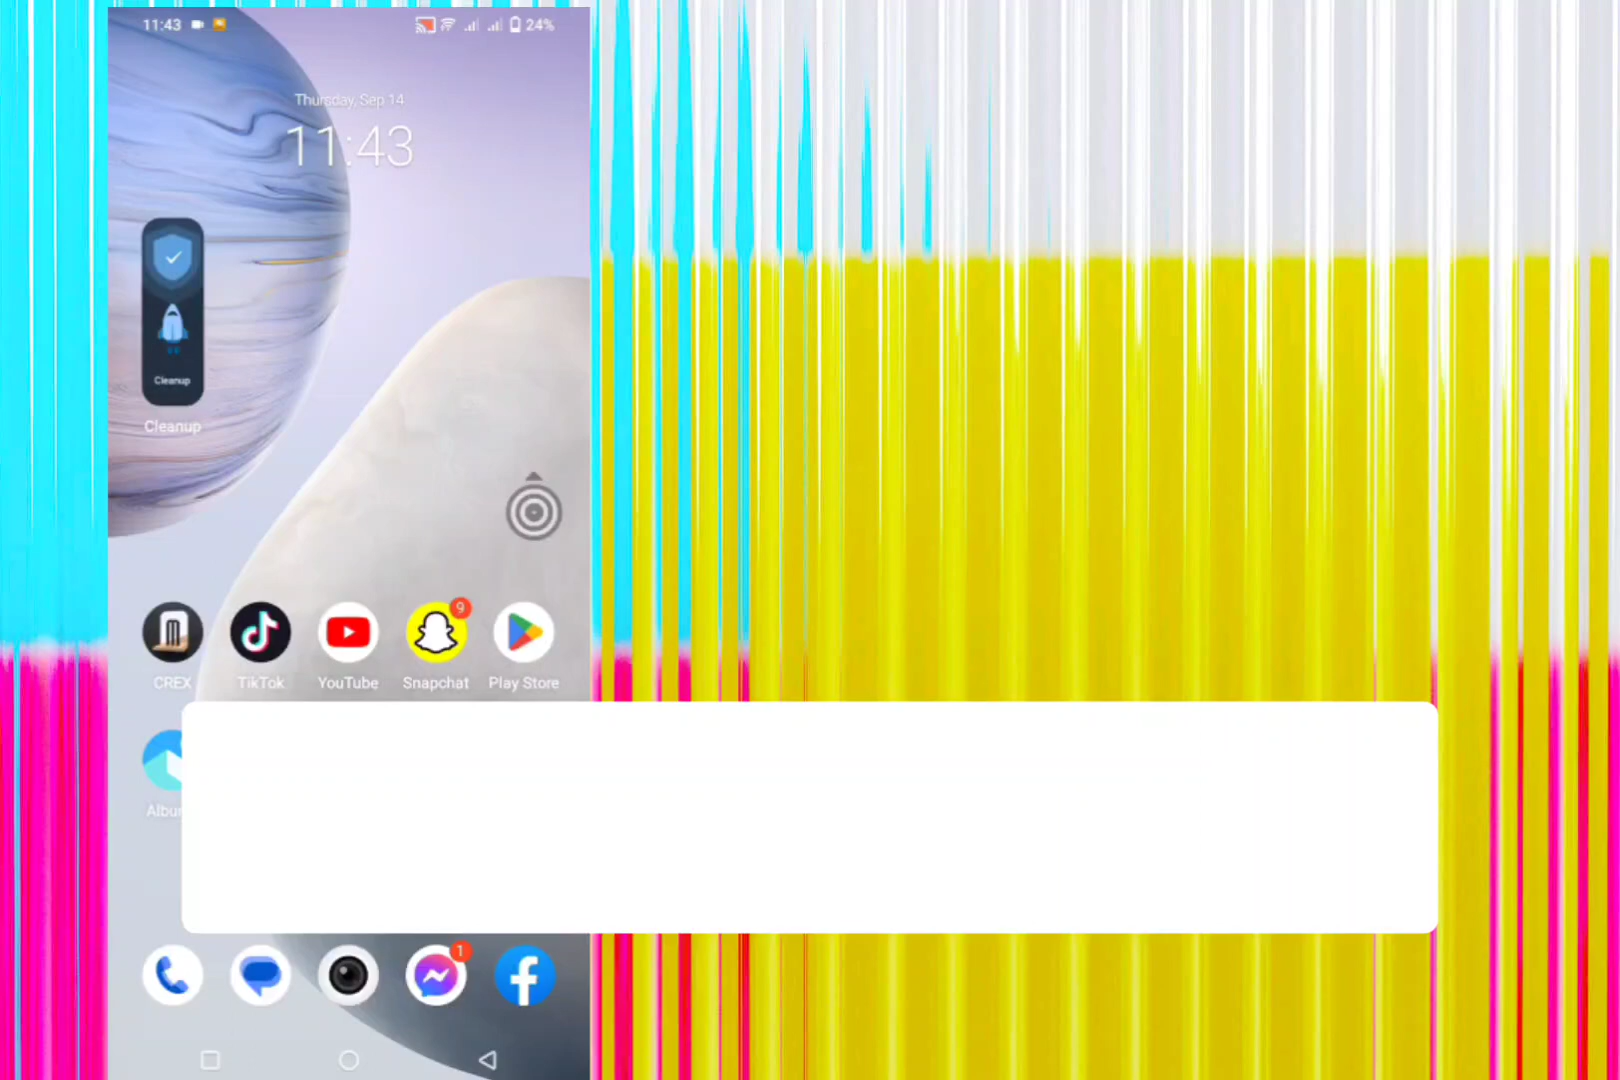 11:43
24%
Thursday, Sep 14
11:43
Cleanup
Cleanup
9
CREX
TikTok
YouTube
Snapchat
Play Store
1